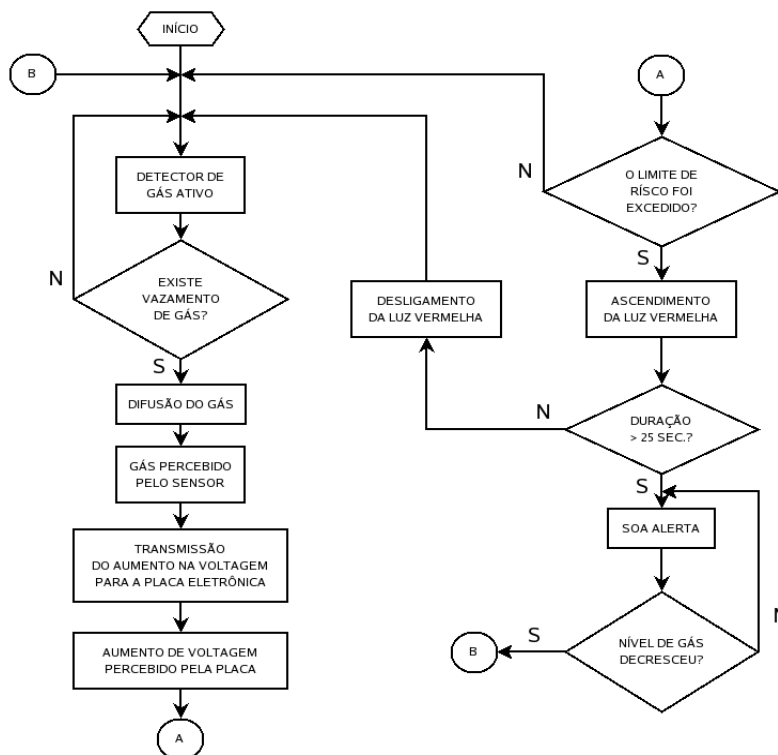 INÍCIO
B
DETECTOR DE
GÁS ATIVO
EXISTE
VAZAMENTO
DE GÁS?
N
S
DIFUSÃO DO GÁS
GÁS PERCEBIDO
PELO SENSOR
TRANSMISSÃO
DO AUMENTO NA VOLTAGEM
PARA A PLACA ELETRÔNICA
AUMENTO DE VOLTAGEM
PERCEBIDO PELA PLACA
A
A
O LIMITE DE
RÍSCO FOI
EXCEDIDO?
N
S
ASCENDIMENTO
DA LUZ VERMELHA
DURAÇÃO
> 25 SEC.?
N
DESLIGAMENTO
DA LUZ VERMELHA
S
SOA ALERTA
NÍVEL DE GÁS
DECRESCEU?
N
S
B